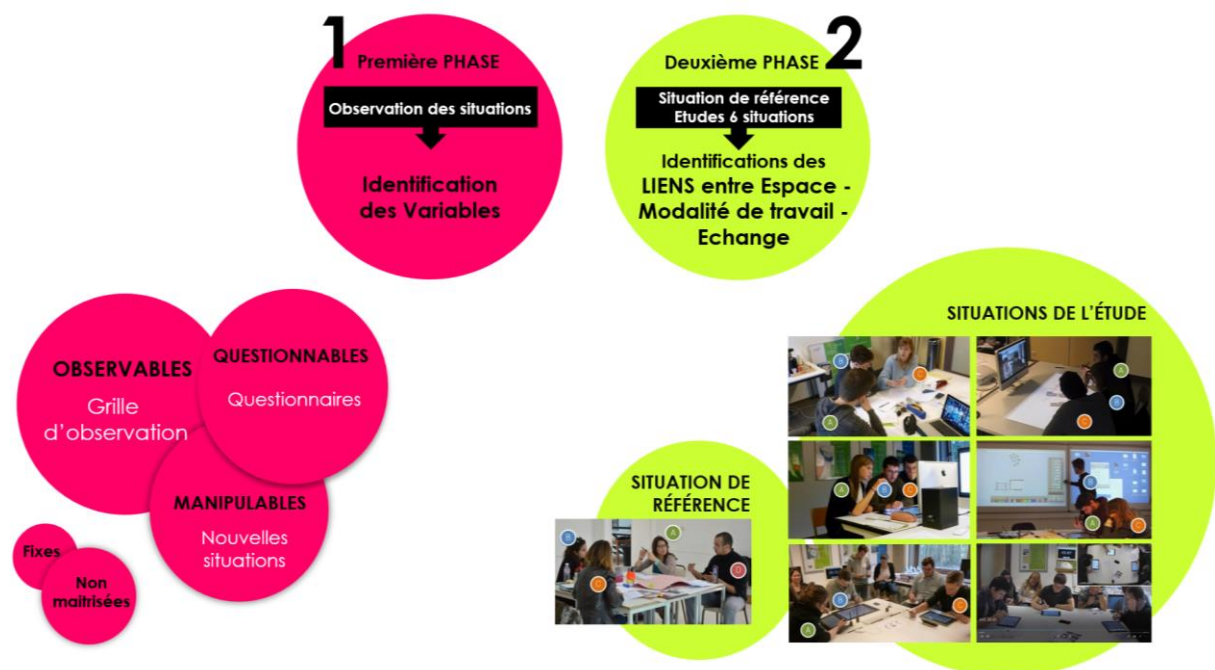 1
Première PHASE
Observation des situations
Identification
des Variables
2
Deuxième PHASE
Situation de référence
Etudes 6 situations
Identifications des
LIENS entre Espace -
Modalité de travail -
Echange
OBSERVABLES
Grille
d'observation
QUESTIONNABLES
Questionnaires
MANIPULABLES
Nouvelles
situations
Fixes
Non
maîtrisées
SITUATION DE
RÉFÉRENCE
B
A
C
D
SITUATIONS DE L'ÉTUDE
B
C
A
A
B
C
A
B
C
B
A
C
B
C
A